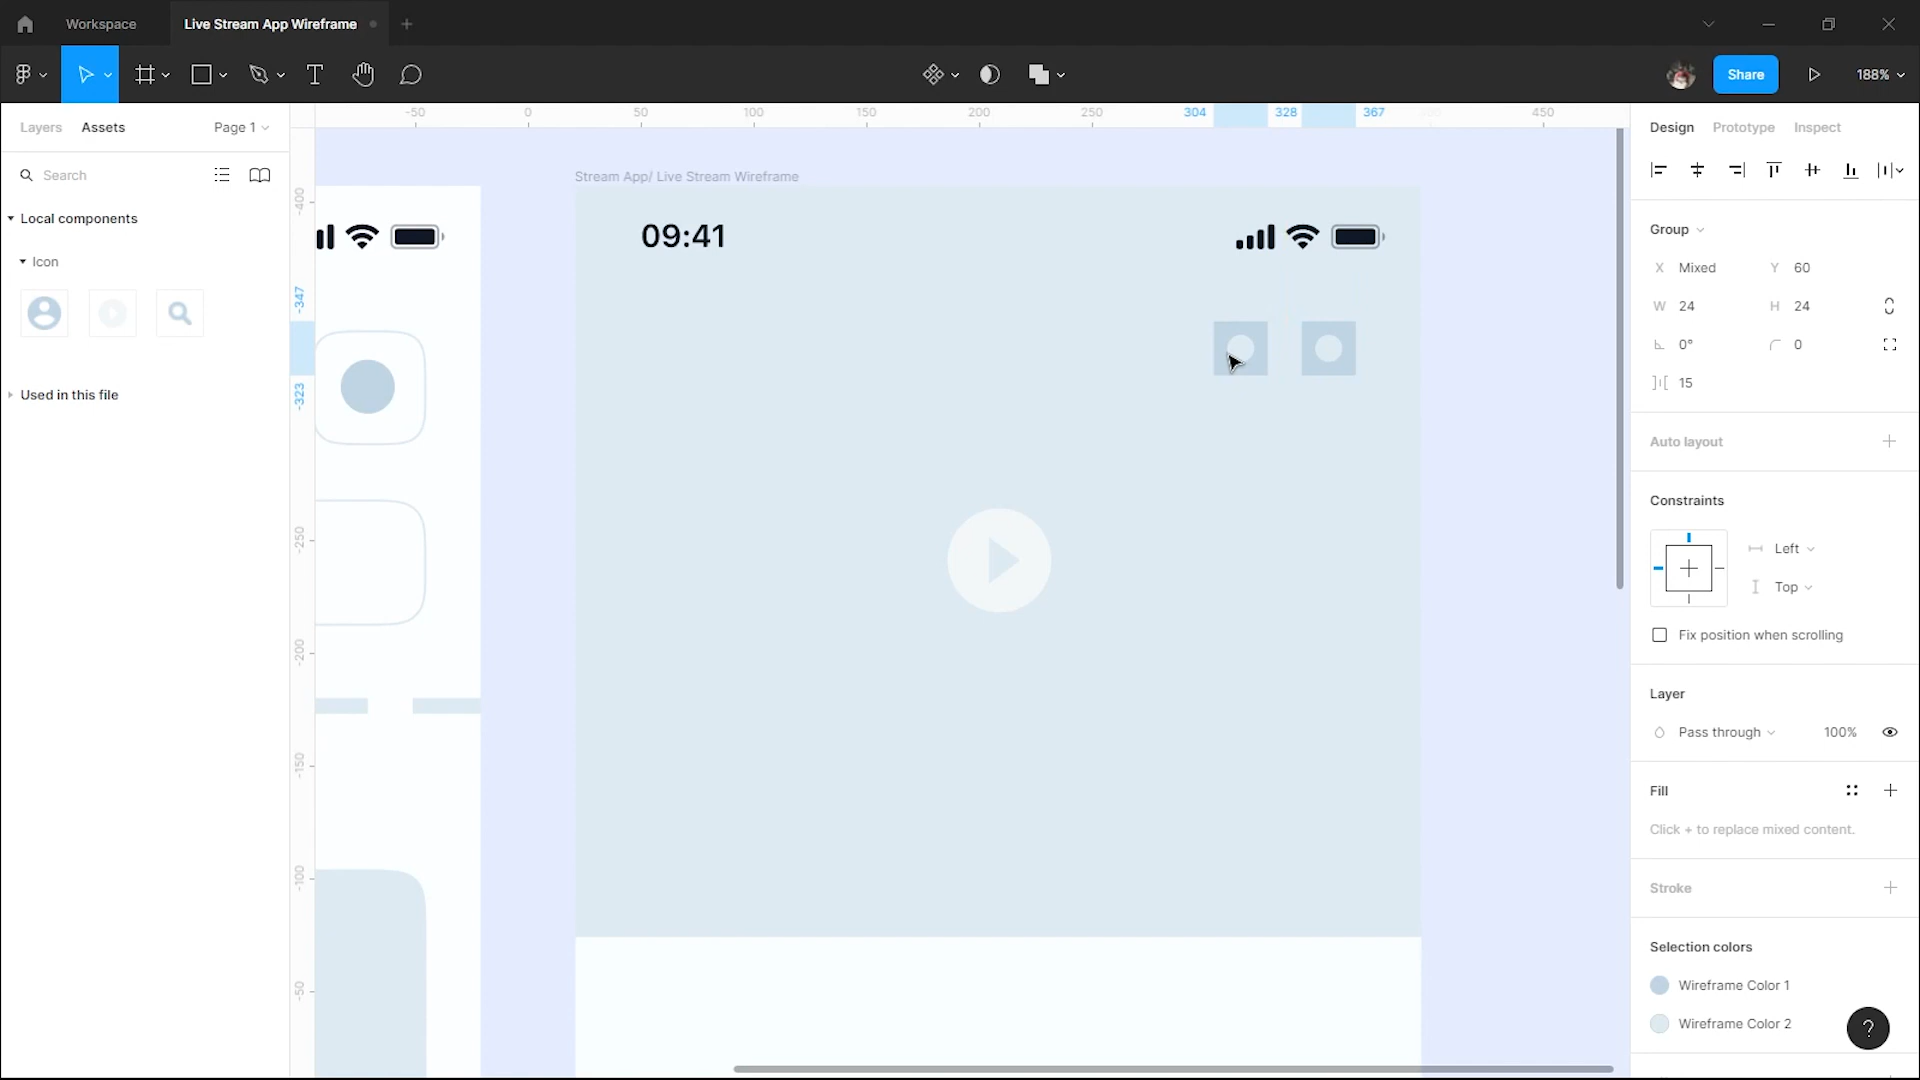 Workspace
Live Stream App Wireframe
Share
188%
Layers
Assets
Page 1
Search
Local components
Icon
Used in this file
-50
0
50
100
150
200
250
304
328
367
450
-400
-347
-323
-250
-200
-150
-100
-50
Stream App/ Live Stream Wireframe
09:41
Design
Prototype
Inspect
Group
X Mixed
Y 60
W 24
H 24
0°
0
15
Auto layout
Constraints
Left
Top
Fix position when scrolling
Layer
Pass through
100%
Fill
Click + to replace mixed content.
Stroke
Selection colors
Wireframe Color 1
Wireframe Color 2
?